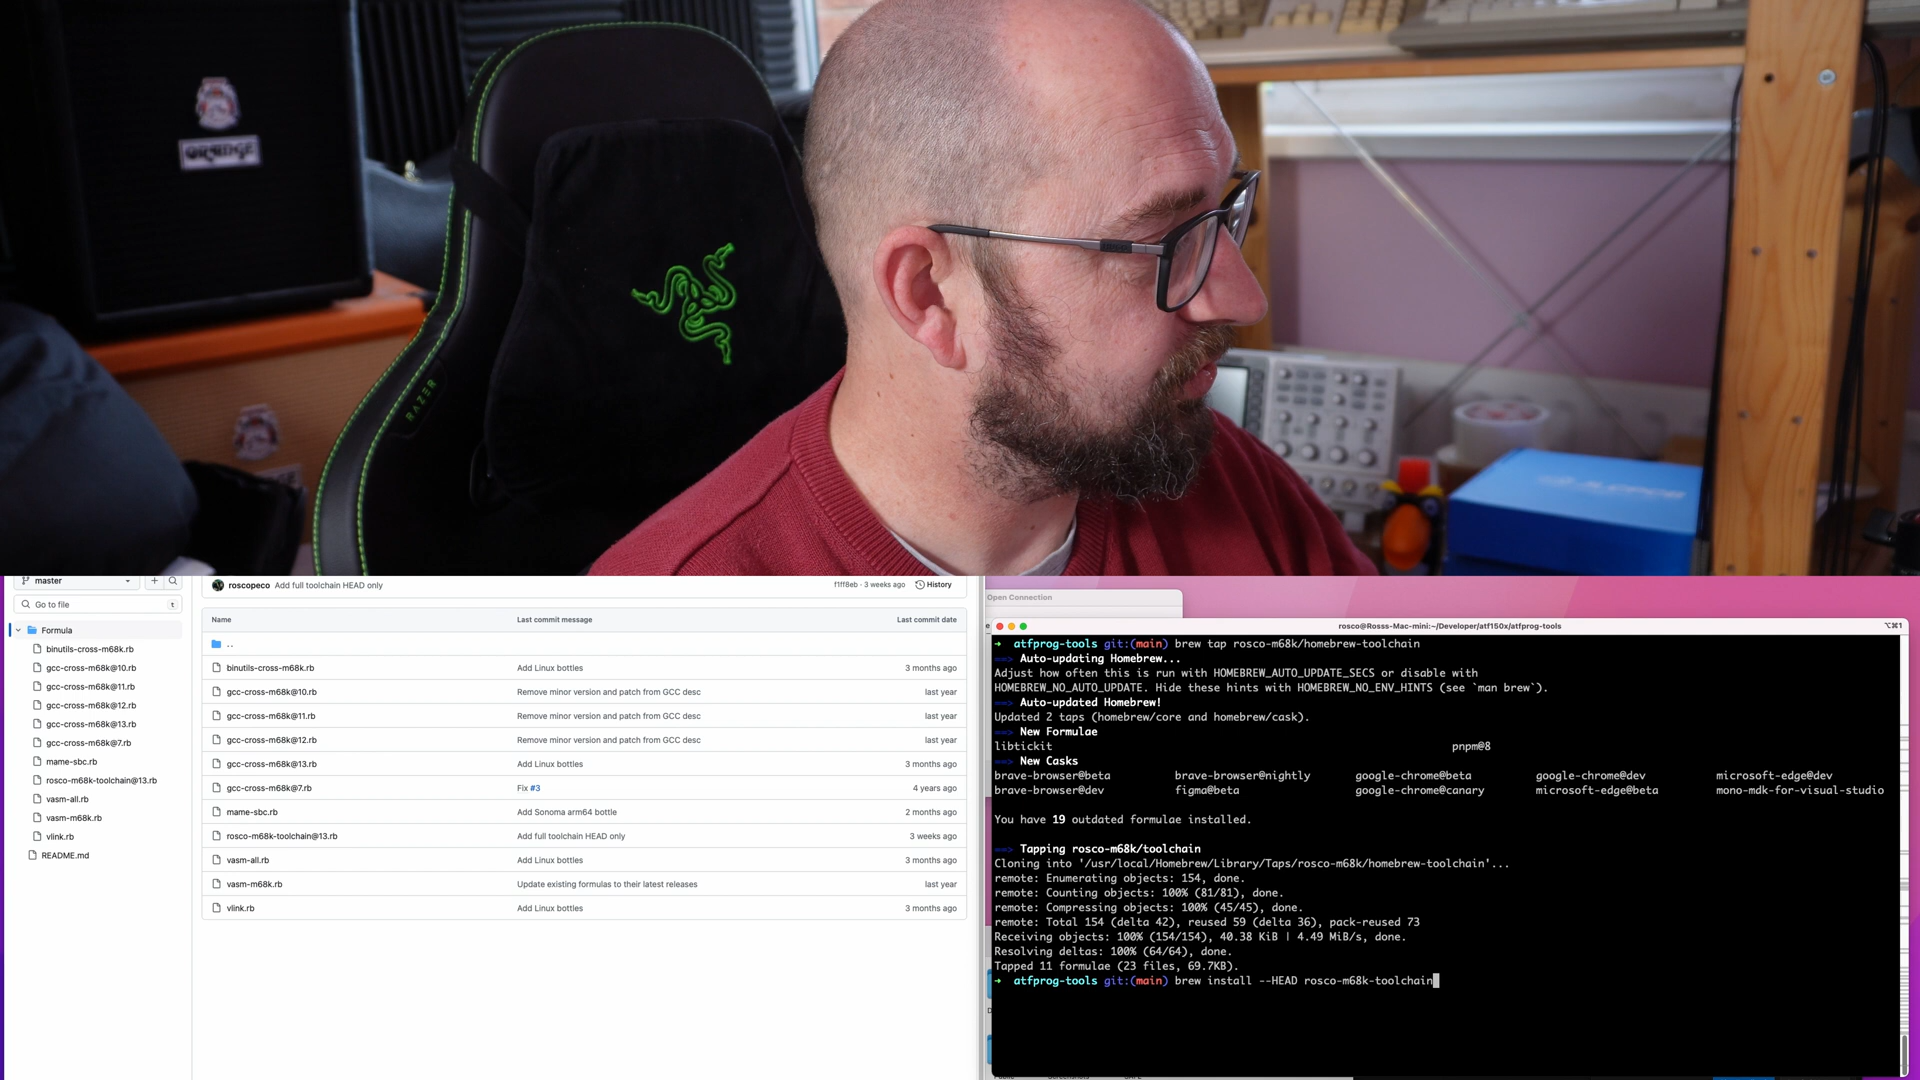 ORANGE
RAZER
master
Go to file
t
Formula
binutils-cross-m68k.rb
gcc-cross-m68k@10.rb
gcc-cross-m68k@11.rb
gcc-cross-m68k@12.rb
gcc-cross-m68k@13.rb
gcc-cross-m68k@7.rb
mame-sbc.rb
rosco-m68k-toolchain@13.rb
vasm-all.rb
vasm-m68k.rb
vlink.rb
README.md
roscopeco Add full toolchain HEAD only f1ff8eb · 3 weeks ago History
Name Last commit message Last commit date
..
binutils-cross-m68k.rb Add Linux bottles 3 months ago
gcc-cross-m68k@10.rb Remove minor version and patch from GCC desc last year
gcc-cross-m68k@11.rb Remove minor version and patch from GCC desc last year
gcc-cross-m68k@12.rb Remove minor version and patch from GCC desc last year
gcc-cross-m68k@13.rb Add Linux bottles 3 months ago
gcc-cross-m68k@7.rb Fix #3 4 years ago
mame-sbc.rb Add Sonoma arm64 bottle 2 months ago
rosco-m68k-toolchain@13.rb Add full toolchain HEAD only 3 weeks ago
vasm-all.rb Add Linux bottles 3 months ago
vasm-m68k.rb Update existing formulas to their latest releases last year
vlink.rb Add Linux bottles 3 months ago
Open Connection
rosco@Rosss-Mac-mini:~/Developer/atf150x/atfprog-tools ⌥⌘1
→ atfprog-tools git:(main) brew tap rosco-m68k/homebrew-toolchain
==> Auto-updating Homebrew...
Adjust how often this is run with HOMEBREW_AUTO_UPDATE_SECS or disable with
HOMEBREW_NO_AUTO_UPDATE. Hide these hints with HOMEBREW_NO_ENV_HINTS (see `man brew`).
==> Auto-updated Homebrew!
Updated 2 taps (homebrew/core and homebrew/cask).
==> New Formulae
libtickit pnpm@8
==> New Casks
brave-browser@beta brave-browser@nightly google-chrome@beta google-chrome@dev microsoft-edge@dev
brave-browser@dev figma@beta google-chrome@canary microsoft-edge@beta mono-mdk-for-visual-studio
You have 19 outdated formulae installed.
==> Tapping rosco-m68k/toolchain
Cloning into '/usr/local/Homebrew/Library/Taps/rosco-m68k/homebrew-toolchain'...
remote: Enumerating objects: 154, done.
remote: Counting objects: 100% (81/81), done.
remote: Compressing objects: 100% (45/45), done.
remote: Total 154 (delta 42), reused 59 (delta 36), pack-reused 73
Receiving objects: 100% (154/154), 40.38 KiB | 4.49 MiB/s, done.
Resolving deltas: 100% (64/64), done.
Tapped 11 formulae (23 files, 69.7KB).
→ atfprog-tools git:(main) brew install --HEAD rosco-m68k-toolchain